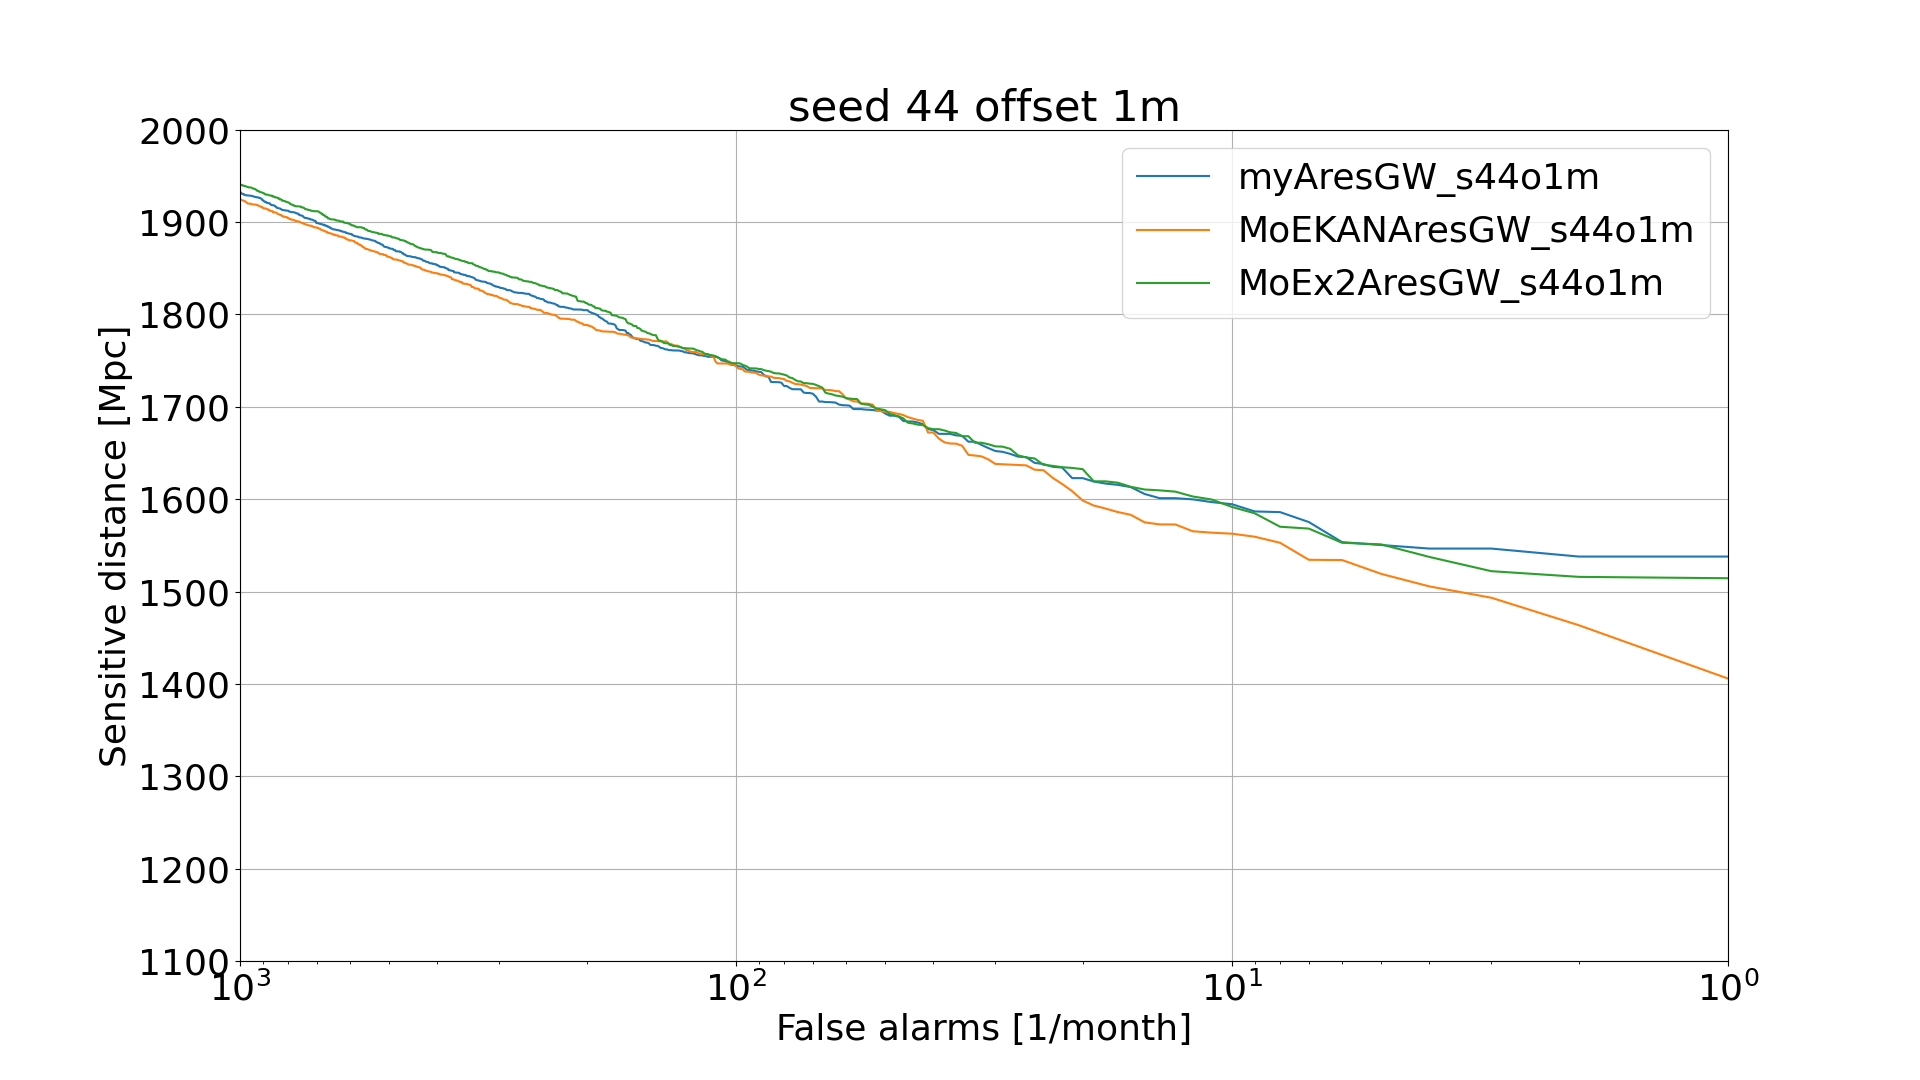 seed 44 offset 1m
2000
1900
1800
1700
1600
1500
1400
1300
1200
1100
Sensitive distance [Mpc]
myAresGW_s44o1m
MoEKANAresGW_s44o1m
MoEx2AresGW_s44o1m
10³ 10² 10¹ 10⁰
False alarms [1/month]